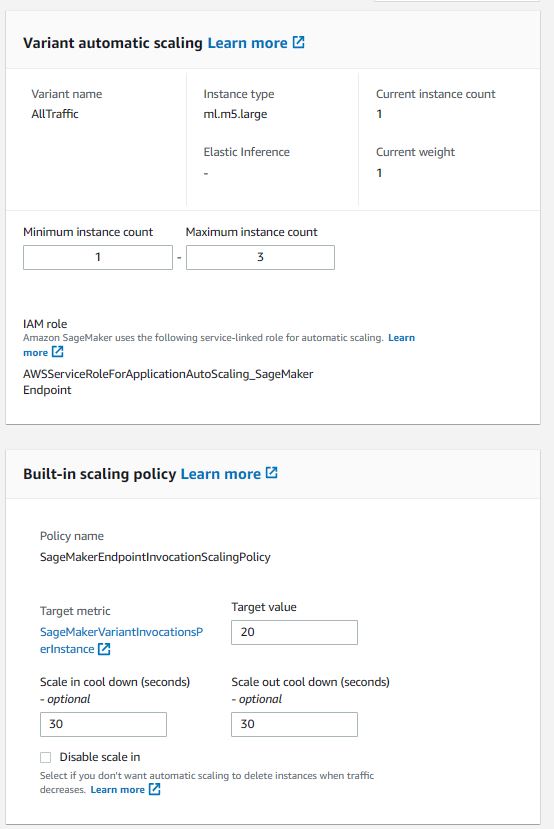 Variant automatic scaling Learn more
Variant name
AllTraffic
Instance type
ml.m5.large
Elastic Inference
-
Current instance count
1
Current weight
1
Minimum instance count
1
-
Maximum instance count
3
IAM role
Amazon SageMaker uses the following service-linked role for automatic scaling. Learn
more
AWSServiceRoleForApplicationAutoScaling_SageMaker
Endpoint
Built-in scaling policy Learn more
Policy name
SageMakerEndpointInvocationScalingPolicy
Target metric
SageMakerVariantInvocationsP
erInstance
Target value
20
Scale in cool down (seconds)
- optional
30
Scale out cool down (seconds)
- optional
30
Disable scale in
Select if you don't want automatic scaling to delete instances when traffic
decreases. Learn more